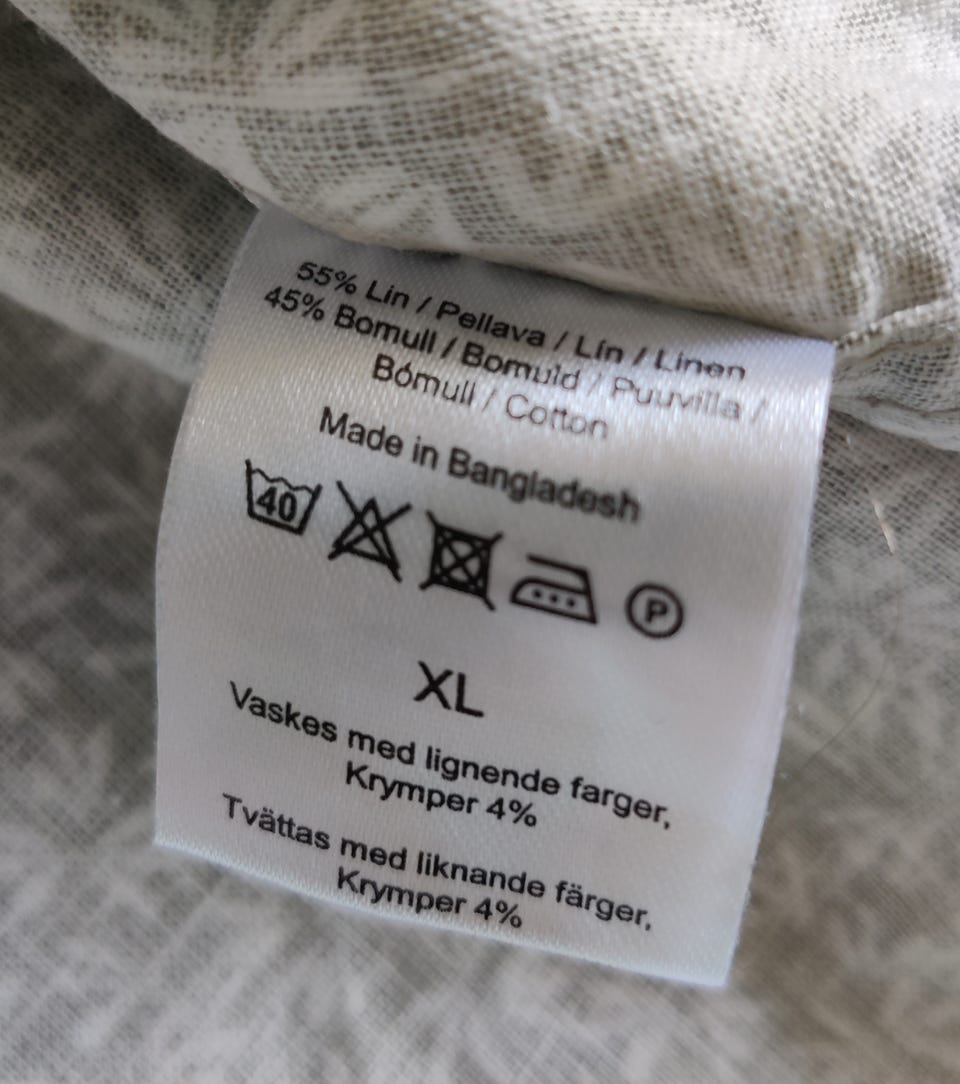 55% Lin / Pellava / Lín / Linen
45% Bomull / Bomuld / Puuvilla /
Bómull / Cotton
Made in Bangladesh
40
P
XL
Vaskes med lignende farger,
Krymper 4%
Tvättas med liknande färger,
Krymper 4%